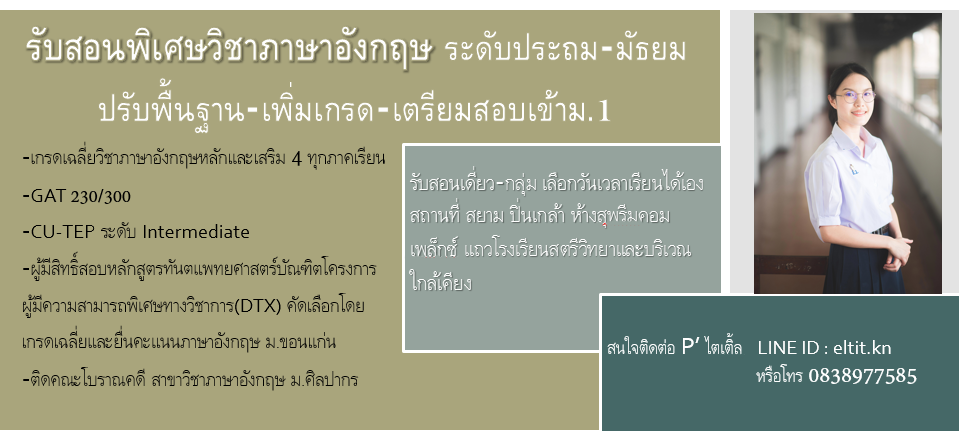 รับสอนพิเศษวิชาภาษาอังกฤษ ระดับประถม-มัธยม
ปรับพื้นฐาน-เพิ่มเกรด-เตรียมสอบเข้าม.1
-เกรดเฉลี่ยวิชาภาษาอังกฤษหลักและเสริม 4 ทุกภาคเรียน
-GAT 230/300
-CU-TEP ระดับ Intermediate
-ผู้มีสิทธิ์สอบหลักสูตรทันตแพทยศาสตร์บัณฑิตโครงการ
ผู้มีความสามารถพิเศษทางวิชาการ(DTX) คัดเลือกโดย
เกรดเฉลี่ยและยื่นคะแนนภาษาอังกฤษ ม.ขอนแก่น
-ติดคณะโบราณคดี สาขาวิชาภาษาอังกฤษ ม.ศิลปากร
รับสอนเดี่ยว-กลุ่ม เลือกวันเวลาเรียนได้เอง
สถานที่ สยาม ปิ่นเกล้า ห้างสุพรีมคอม
เพล็กซ์ แถวโรงเรียนสตรีวิทยาและบริเวณ
ใกล้เคียง
สนใจติดต่อ P’ ไตเติ้ล LINE ID : eltit.kn
หรือโทร 0838977585